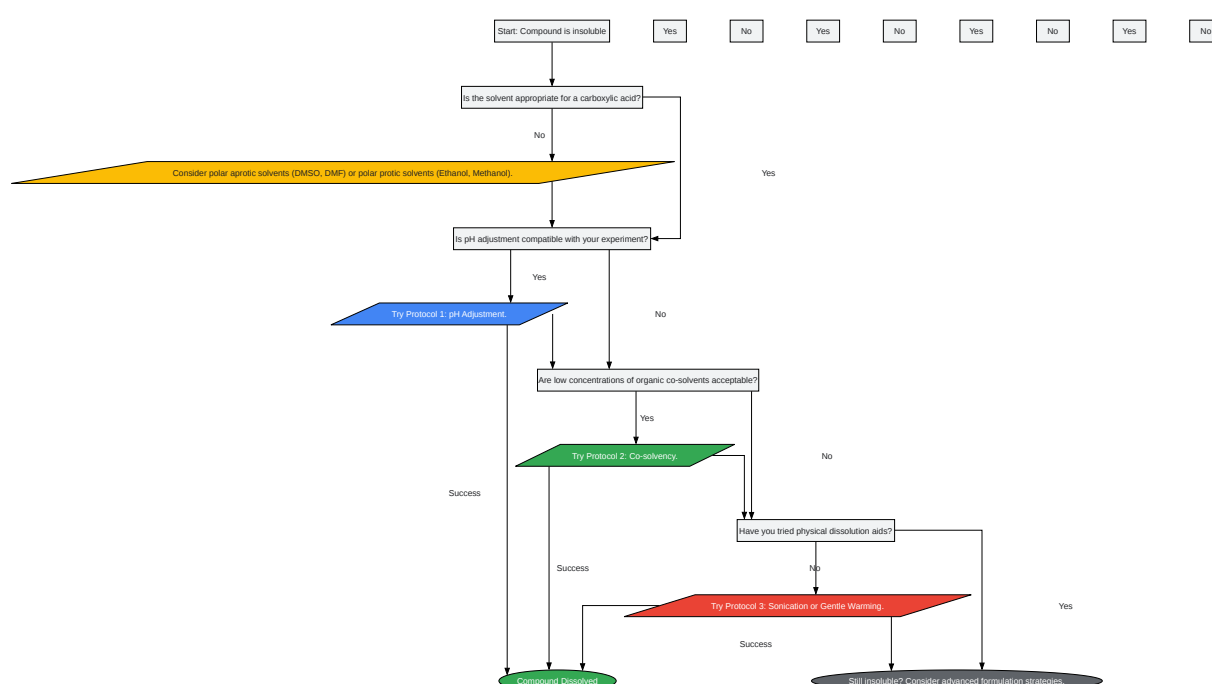 Start: Compound is insoluble
Yes
No
Yes
No
Yes
No
Yes
No
Is the solvent appropriate for a carboxylic acid?
No
Consider polar aprotic solvents (DMSO, DMF) or polar protic solvents (Ethanol, Methanol).
Yes
Is pH adjustment compatible with your experiment?
Yes
Try Protocol 1: pH Adjustment.
No
Are low concentrations of organic co-solvents acceptable?
Yes
Try Protocol 2: Co-solvency.
No
Success
Have you tried physical dissolution aids?
Success
No
Try Protocol 3: Sonication or Gentle Warming.
Yes
Success
Compound Dissolved
Still insoluble? Consider advanced formulation strategies.